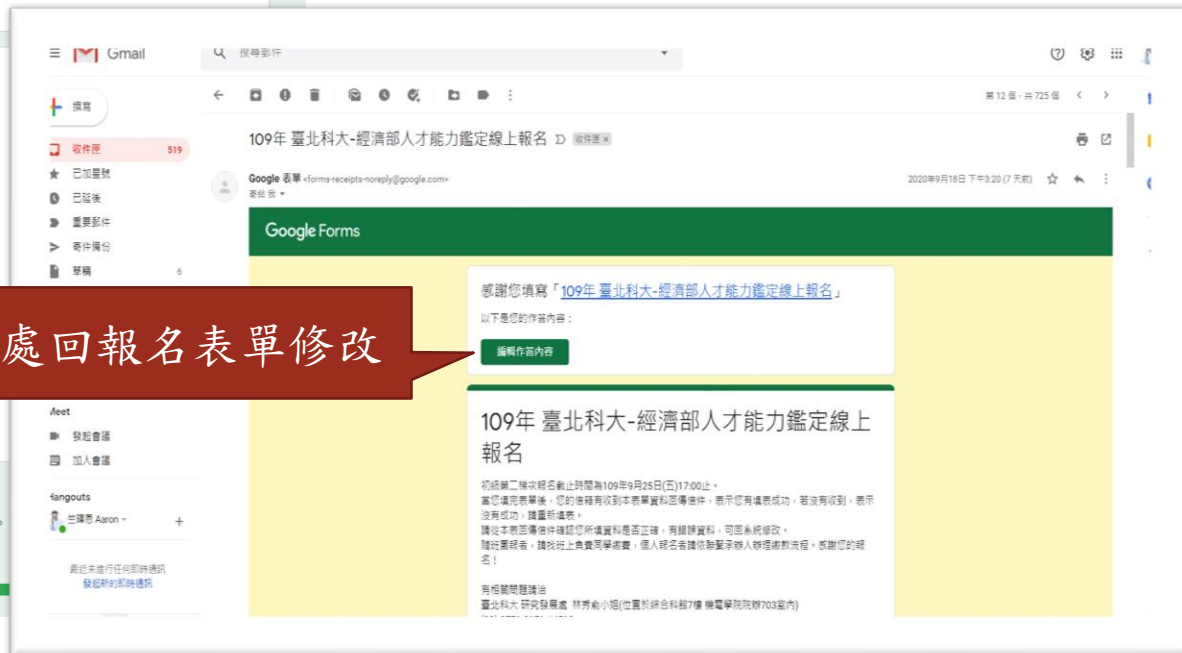 Gmail
搜尋郵件
撰寫
第 12 個，共 725 個
收件匣 519
已加星號
已延後
重要郵件
寄件備份
草稿 6
109年 臺北科大-經濟部人才能力鑑定線上報名 收件匣 ×
Google 表單 <forms-receipts-noreply@google.com>
2020年9月18日 下午3:20 (7 天前)
寄給 我
Google Forms
感謝您填寫「109年 臺北科大-經濟部人才能力鑑定線上報名」
以下是您的作答內容：
編輯作答內容
處回報名表單修改
109年 臺北科大-經濟部人才能力鑑定線上
報名
初級第二梯次報名截止時間為109年9月25日(五)17:00止。
當您填完表單後，您的信箱有收到本表單資料回傳信件，表示您有填表成功，若沒有收到，表示
沒有成功，請重新填表。
請從本表回傳信件確認您所填資料是否正確，有錯誤資料，可回系統修改。
隨班團報者，請找班上負責同學繳費，個人報名者請依聯繫承辦人辦理繳款流程。感謝您的報
名！
有相關問題請洽
臺北科大 研究發展處 林秀俞小姐(位置於綜合科館7樓 機電學院院辦703室內)
Meet
發起會議
加入會議
Hangouts
Aaron
最近未進行任何即時通訊
發起新的即時通訊